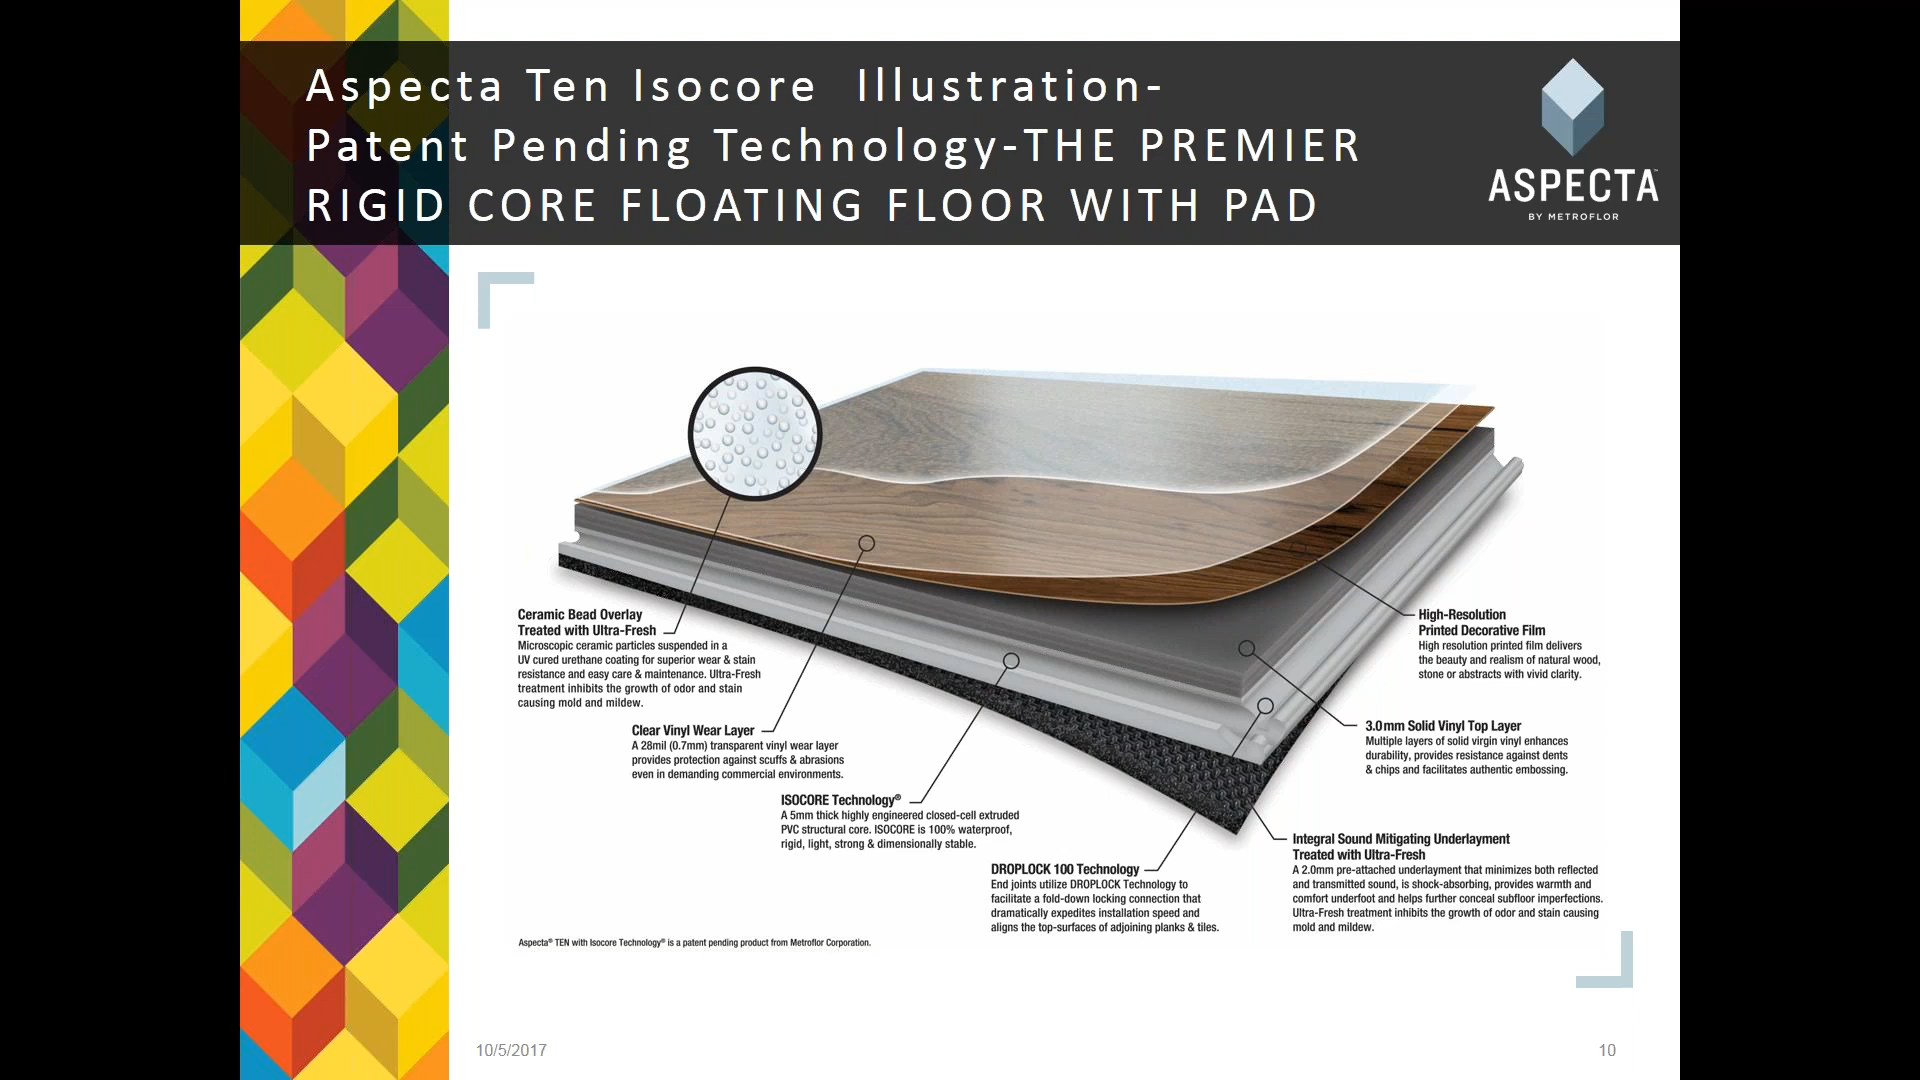 Aspecta Ten Isocore  Illustration-
Patent Pending Technology-THE PREMIER
RIGID CORE FLOATING FLOOR WITH PAD
ASPECTA™
BY METROFLOR
Ceramic Bead Overlay
Treated with Ultra-Fresh
Microscopic ceramic particles suspended in a
UV cured urethane coating for superior wear & stain
resistance and easy care & maintenance. Ultra-Fresh
treatment inhibits the growth of odor and stain
causing mold and mildew.
Clear Vinyl Wear Layer
A 28mil (0.7mm) transparent vinyl wear layer
provides protection against scuffs & abrasions
even in demanding commercial environments.
ISOCORE Technology®
A 5mm thick highly engineered closed-cell extruded
PVC structural core. ISOCORE is 100% waterproof,
rigid, light, strong & dimensionally stable.
DROPLOCK 100 Technology
End joints utilize DROPLOCK Technology to
facilitate a fold-down locking connection that
dramatically expedites installation speed and
aligns the top-surfaces of adjoining planks & tiles.
High-Resolution
Printed Decorative Film
High resolution printed film delivers
the beauty and realism of natural wood,
stone or abstracts with vivid clarity.
3.0mm Solid Vinyl Top Layer
Multiple layers of solid virgin vinyl enhances
durability, provides resistance against dents
& chips and facilitates authentic embossing.
Integral Sound Mitigating Underlayment
Treated with Ultra-Fresh
A 2.0mm pre-attached underlayment that minimizes both reflected
and transmitted sound, is shock-absorbing, provides warmth and
comfort underfoot and helps further conceal subfloor imperfections.
Ultra-Fresh treatment inhibits the growth of odor and stain causing
mold and mildew.
Aspecta® TEN with Isocore Technology® is a patent pending product from Metroflor Corporation.
10/5/2017
10